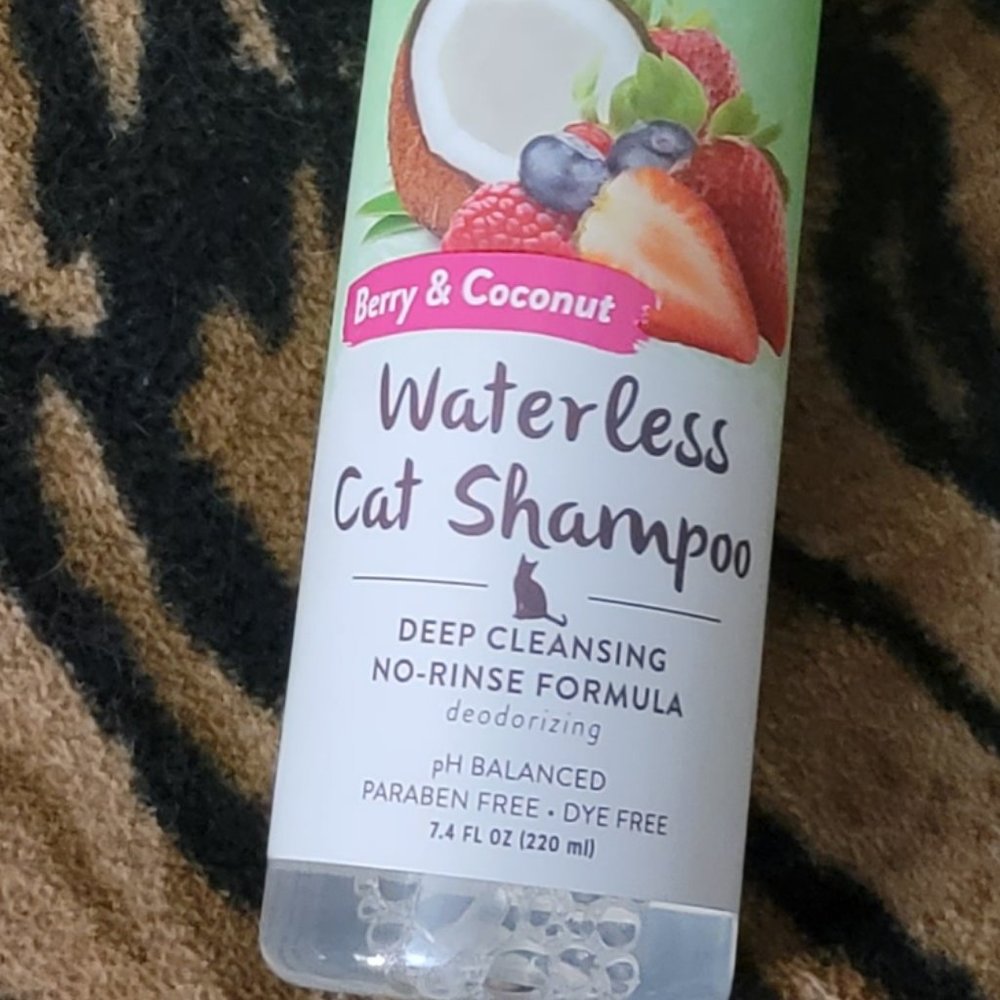 Berry & Coconut
Waterless
Cat Shampoo
DEEP CLEANSING
NO-RINSE FORMULA
deodorizing
pH BALANCED
PARABEN FREE • DYE FREE
7.4 FL OZ (220 ml)